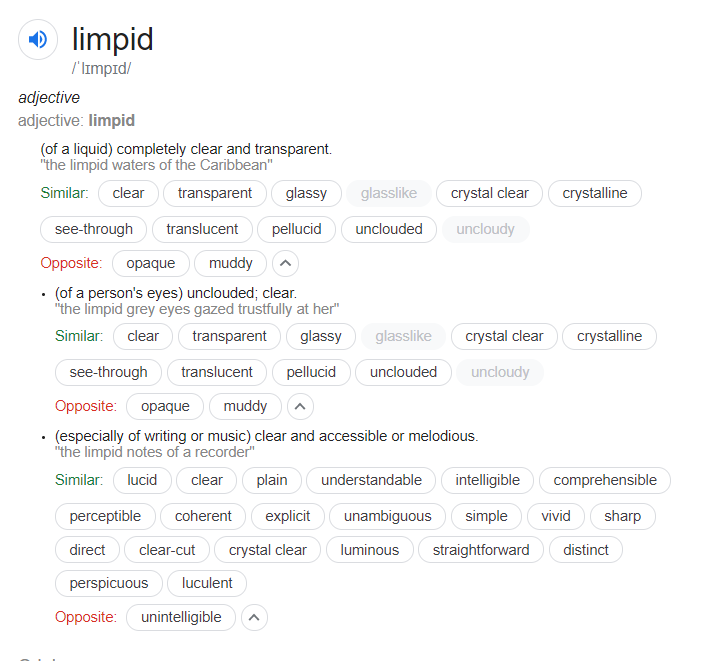 limpid
/ˈlɪmpɪd/
adjective
adjective: limpid
(of a liquid) completely clear and transparent.
"the limpid waters of the Caribbean"
Similar: clear transparent glassy glasslike crystal clear crystalline
see-through translucent pellucid unclouded uncloudy
Opposite: opaque muddy
• (of a person's eyes) unclouded; clear.
"the limpid grey eyes gazed trustfully at her"
Similar: clear transparent glassy glasslike crystal clear crystalline
see-through translucent pellucid unclouded uncloudy
Opposite: opaque muddy
• (especially of writing or music) clear and accessible or melodious.
"the limpid notes of a recorder"
Similar: lucid clear plain understandable intelligible comprehensible
perceptible coherent explicit unambiguous simple vivid sharp
direct clear-cut crystal clear luminous straightforward distinct
perspicuous luculent
Opposite: unintelligible